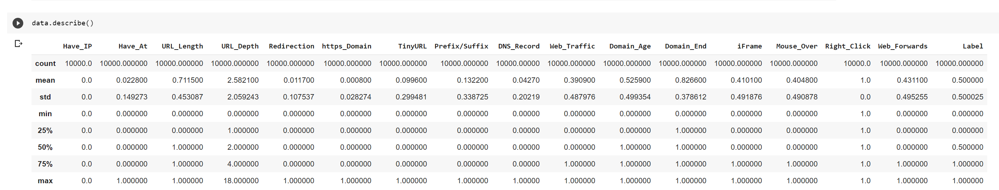 data.describe()
Have_IP Have_At URL_Length URL_Depth Redirection https_Domain TinyURL Prefix/Suffix DNS_Record Web_Traffic Domain_Age Domain_End iFrame Mouse_Over Right_Click Web_Forwards Label
count 10000.0 10000.000000 10000.000000 10000.000000 10000.000000 10000.000000 10000.000000 10000.000000 10000.00000 10000.000000 10000.000000 10000.000000 10000.000000 10000.000000 10000.0 10000.000000 10000.000000
mean 0.0 0.022800 0.711500 2.582100 0.011700 0.000800 0.099600 0.132200 0.04270 0.390900 0.525900 0.826600 0.410100 0.404800 1.0 0.431100 0.500000
std 0.0 0.149273 0.453087 2.059243 0.107537 0.028274 0.299481 0.338725 0.20219 0.487976 0.499354 0.378612 0.491876 0.490878 0.0 0.495255 0.500025
min 0.0 0.000000 0.000000 0.000000 0.000000 0.000000 0.000000 0.000000 0.00000 0.000000 0.000000 0.000000 0.000000 0.000000 1.0 0.000000 0.000000
25% 0.0 0.000000 0.000000 1.000000 0.000000 0.000000 0.000000 0.000000 0.00000 0.000000 0.000000 1.000000 0.000000 0.000000 1.0 0.000000 0.000000
50% 0.0 0.000000 1.000000 2.000000 0.000000 0.000000 0.000000 0.000000 0.00000 0.000000 1.000000 1.000000 0.000000 0.000000 1.0 0.000000 0.500000
75% 0.0 0.000000 1.000000 4.000000 0.000000 0.000000 0.000000 0.000000 0.00000 1.000000 1.000000 1.000000 1.000000 1.000000 1.0 1.000000 1.000000
max 0.0 1.000000 1.000000 18.000000 1.000000 1.000000 1.000000 1.000000 1.00000 1.000000 1.000000 1.000000 1.000000 1.000000 1.0 1.000000 1.000000